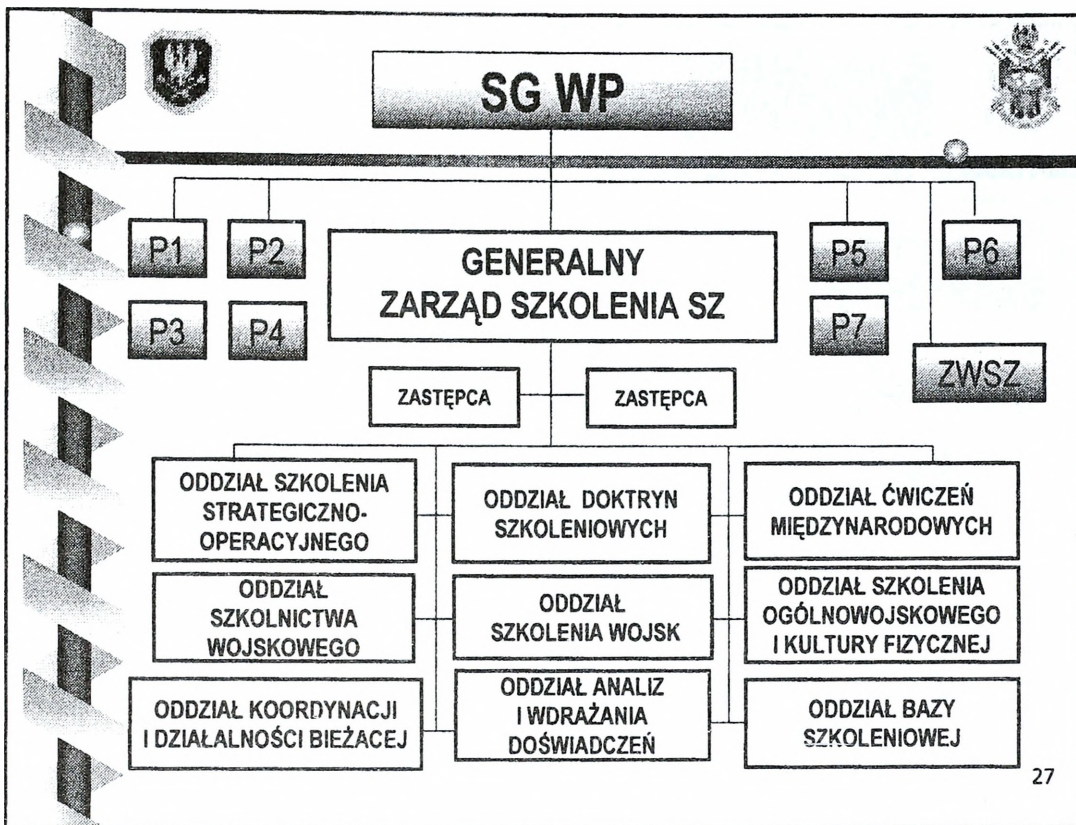 SG WP
P1
P2
GENERALNY
ZARZĄD SZKOLENIA SZ
P5
P6
P3
P4
P7
ZWSZ
ZASTĘPCA
ZASTĘPCA
ODDZIAŁ SZKOLENIA
STRATEGICZNO-
OPERACYJNEGO
ODDZIAŁ DOKTRYN
SZKOLENIOWYCH
ODDZIAŁ ĆWICZEŃ
MIĘDZYNARODOWYCH
ODDZIAŁ
SZKOLNICTWA
WOJSKOWEGO
ODDZIAŁ
SZKOLENIA WOJSK
ODDZIAŁ SZKOLENIA
OGÓLNOWOJSKOWEGO
I KULTURY FIZYCZNEJ
ODDZIAŁ KOORDYNACJI
I DZIAŁALNOŚCI BIEŻĄCEJ
ODDZIAŁ ANALIZ
I WDRAŻANIA
DOŚWIADCZEŃ
ODDZIAŁ BAZY
SZKOLENIOWEJ
27